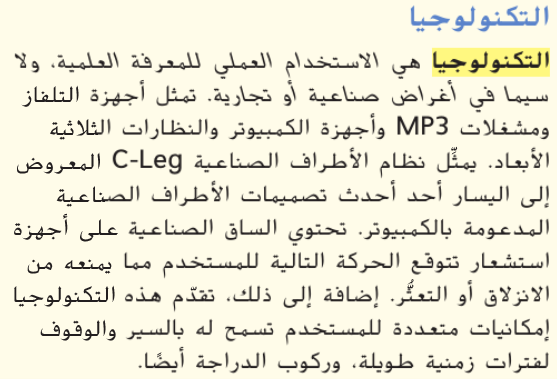 التكنولوجيا
التكنولوجيا هي الاستخدام العملي للمعرفة العلمية، ولا
سيما في أغراض صناعية أو تجارية. تمثل أجهزة التلفاز
ومشغلات MP3 وأجهزة الكمبيوتر والنظارات الثلاثية
الأبعاد. يمثِّل نظام الأطراف الصناعية C-Leg المعروض
إلى اليسار أحد أحدث تصميمات الأطراف الصناعية
المدعومة بالكمبيوتر. تحتوي الساق الصناعية على أجهزة
استشعار تتوقع الحركة التالية للمستخدم مما يمنعه من
الانزلاق أو التعثُّر. إضافة إلى ذلك، تقدّم هذه التكنولوجيا
إمكانيات متعددة للمستخدم تسمح له بالسير والوقوف
لفترات زمنية طويلة، وركوب الدراجة أيضًا.